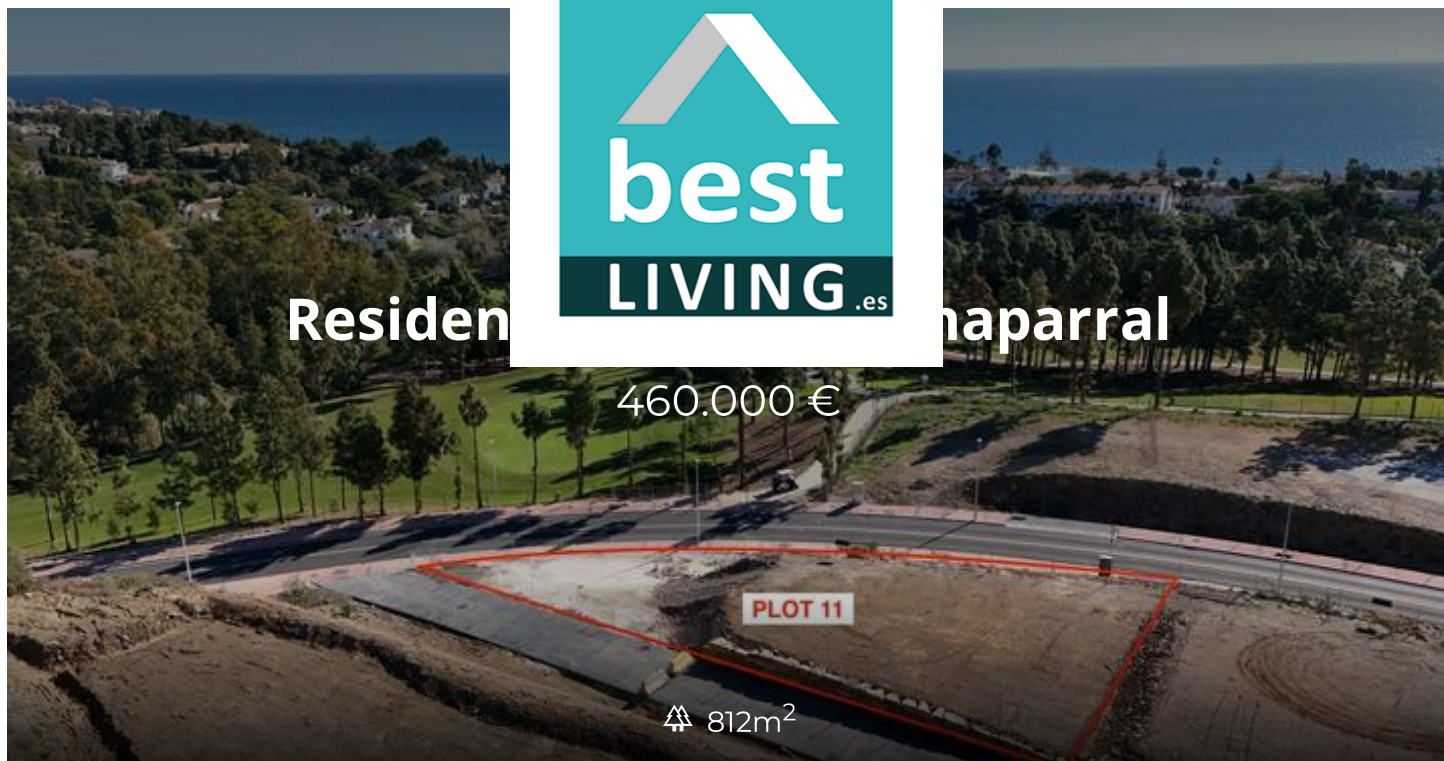 best
LIVING.es
Residen
haparral
460.000 €
PLOT 11
812m²